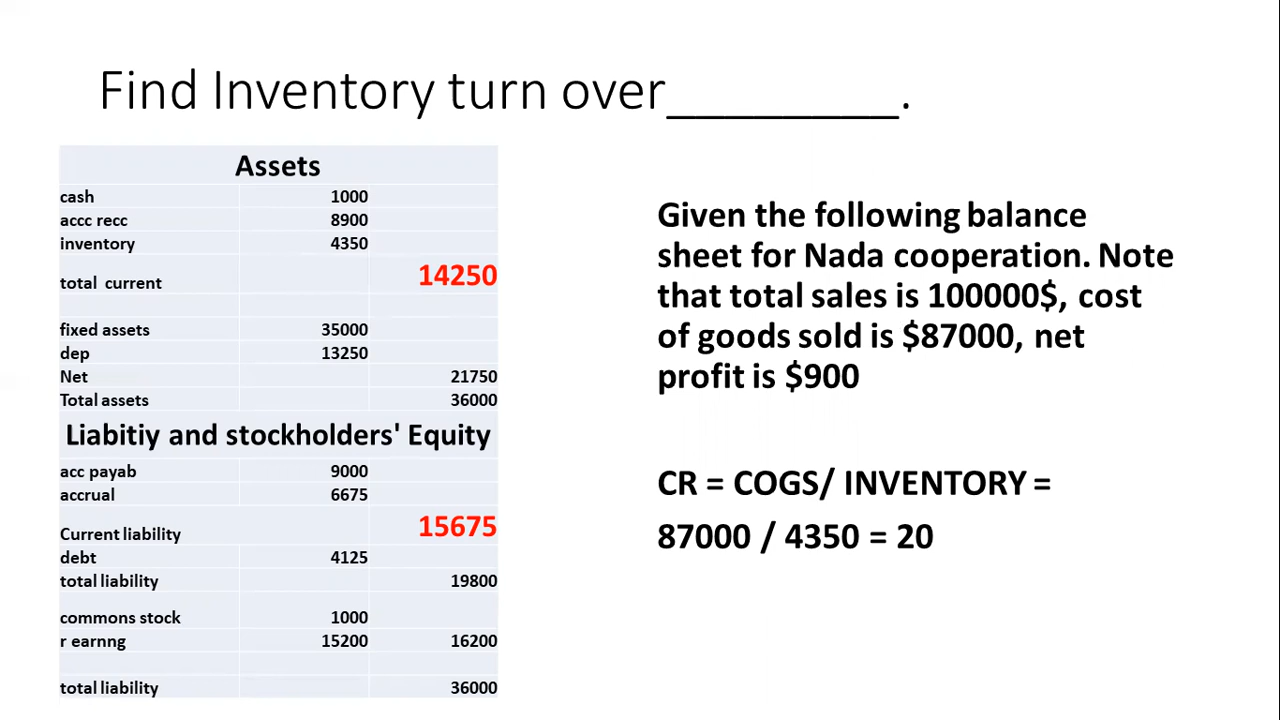 Find Inventory turn over________.
Assets
cash 1000
accc recc 8900
inventory 4350
total current 14250
fixed assets 35000
dep 13250
Net 21750
Total assets 36000
Liabitiy and stockholders' Equity
acc payab 9000
accrual 6675
Current liability 15675
debt 4125
total liability 19800
commons stock 1000
r earnng 15200 16200
total liability 36000
Given the following balance
sheet for Nada cooperation. Note
that total sales is 100000$, cost
of goods sold is $87000, net
profit is $900
CR = COGS/ INVENTORY =
87000 / 4350 = 20